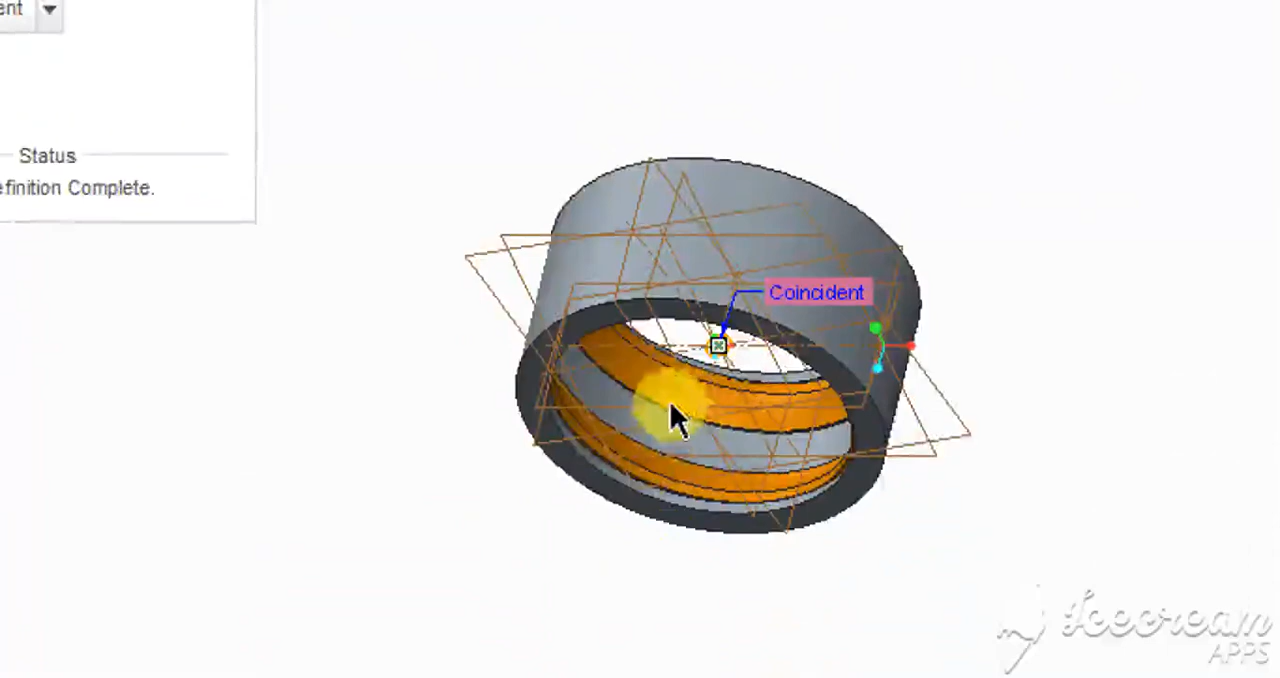 ent
Status
efinition Complete.
Coincident
Icecream
APPS